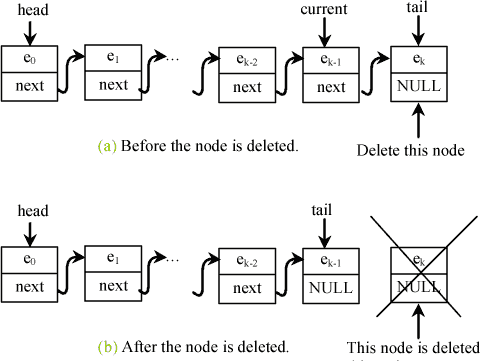 head current tail
e0 e1 … ek-2 ek-1 ek
next next next next NULL
(a) Before the node is deleted.
Delete this node
head tail
e0 e1 … ek-2 ek-1 ek
next next next NULL NULL
(b) After the node is deleted.
This node is deleted